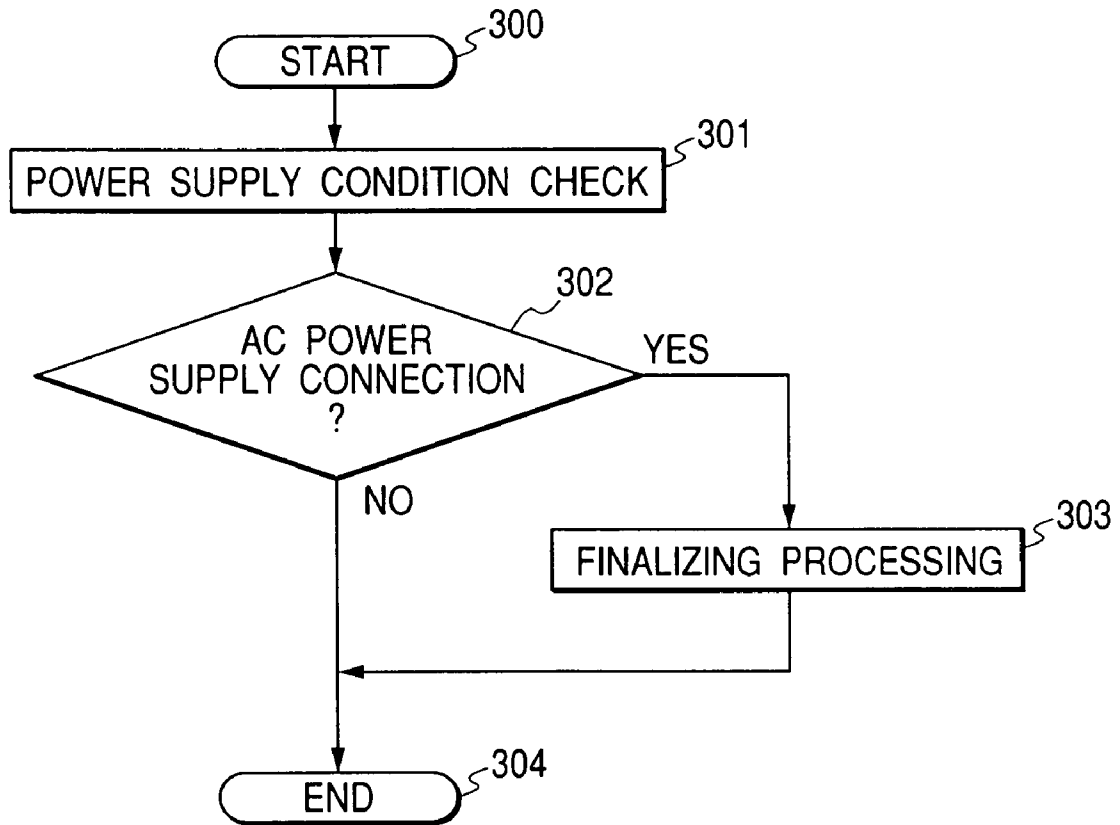 300
START
301
POWER SUPPLY CONDITION CHECK
302
AC POWER
SUPPLY CONNECTION
?
YES
NO
303
FINALIZING PROCESSING
304
END